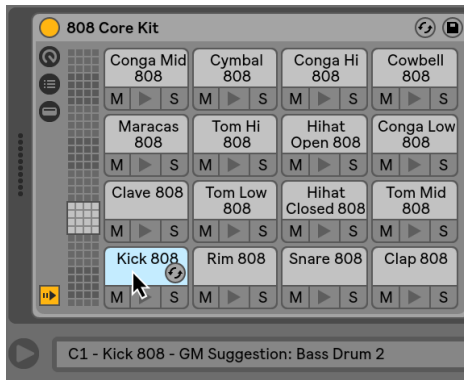 808 Core Kit
Conga Mid 808 Cymbal 808 Conga Hi 808 Cowbell 808
M S M S M S M S
Maracas 808 Tom Hi 808 Hihat Open 808 Conga Low 808
M S M S M S M S
Clave 808 Tom Low 808 Hihat Closed 808 Tom Mid 808
M S M S M S M S
Kick 808 Rim 808 Snare 808 Clap 808
M S M S M S M S
C1 - Kick 808 - GM Suggestion: Bass Drum 2